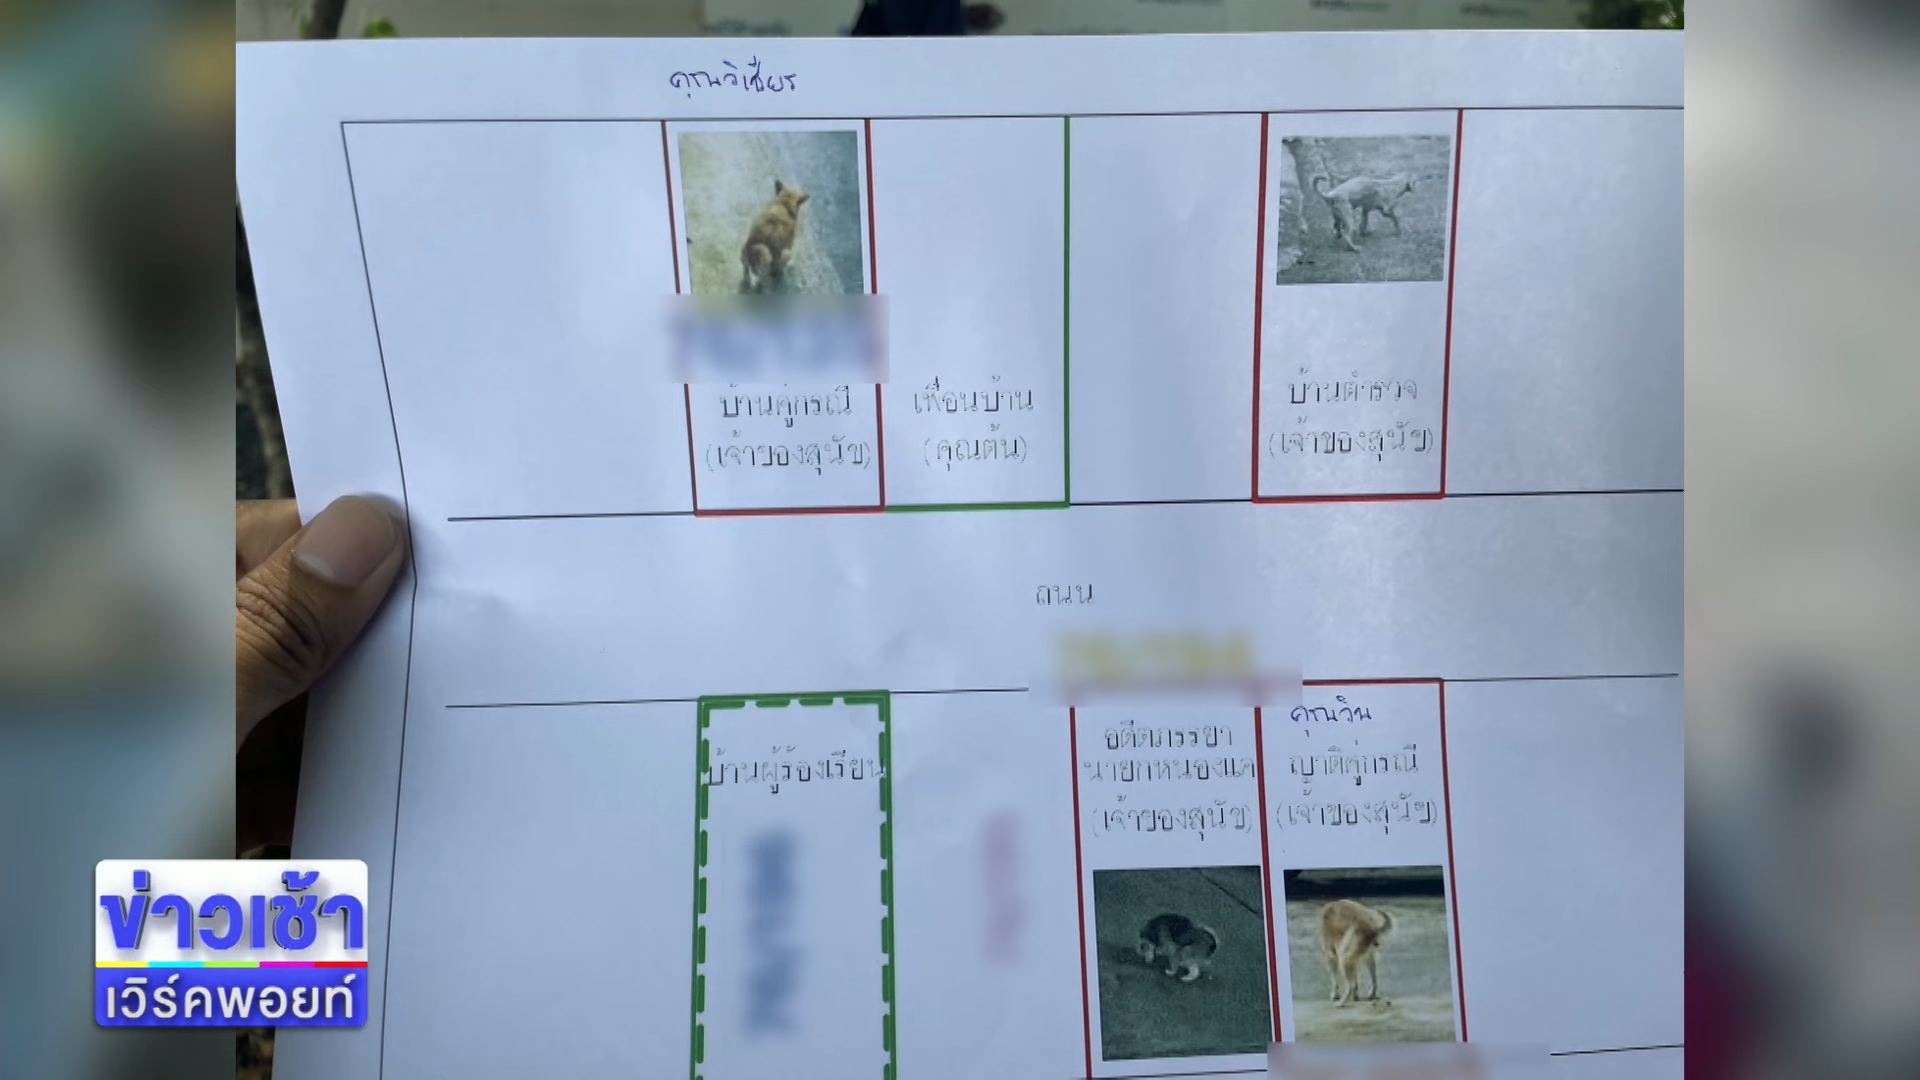 คุณวิเชียร
บ้านคู่กรณี
(เจ้าของสุนัข)
เพื่อนบ้าน
(คุณต้น)
บ้านตำรวจ
(เจ้าของสุนัข)
ถนน
บ้านผู้ร้องเรียน
อดีตภรรยา
นายกหนองแค
(เจ้าของสุนัข)
คุณวิน
ญาติคู่กรณี
(เจ้าของสุนัข)
ข่าวเช้า
เวิร์คพอยท์